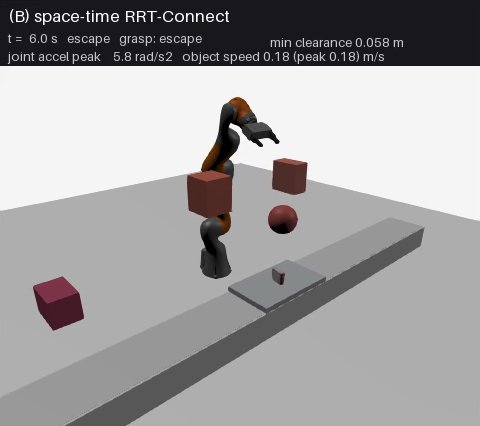 (B) space-time RRT-Connect
t =  6.0 s   escape   grasp: escape
min clearance 0.058 m
joint accel peak    5.8 rad/s2   object speed 0.18 (peak 0.18) m/s